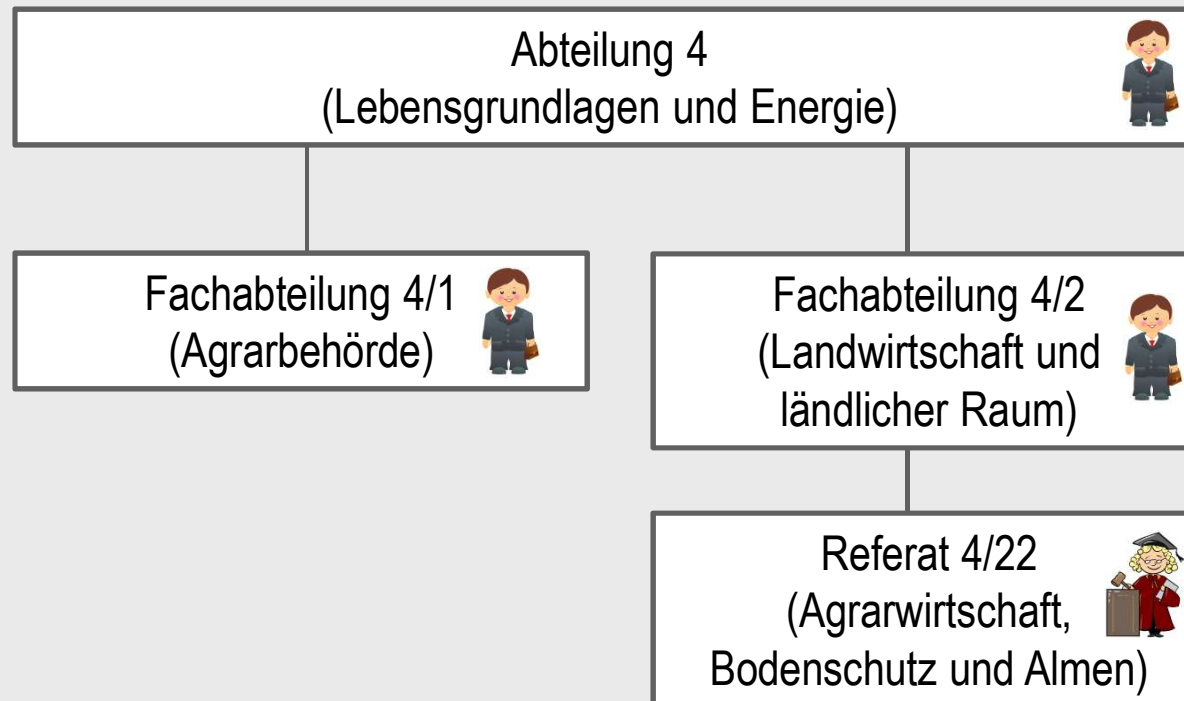 Abteilung 4
(Lebensgrundlagen und Energie)
Fachabteilung 4/1
(Agrarbehörde)
Fachabteilung 4/2
(Landwirtschaft und
ländlicher Raum)
Referat 4/22
(Agrarwirtschaft,
Bodenschutz und Almen)